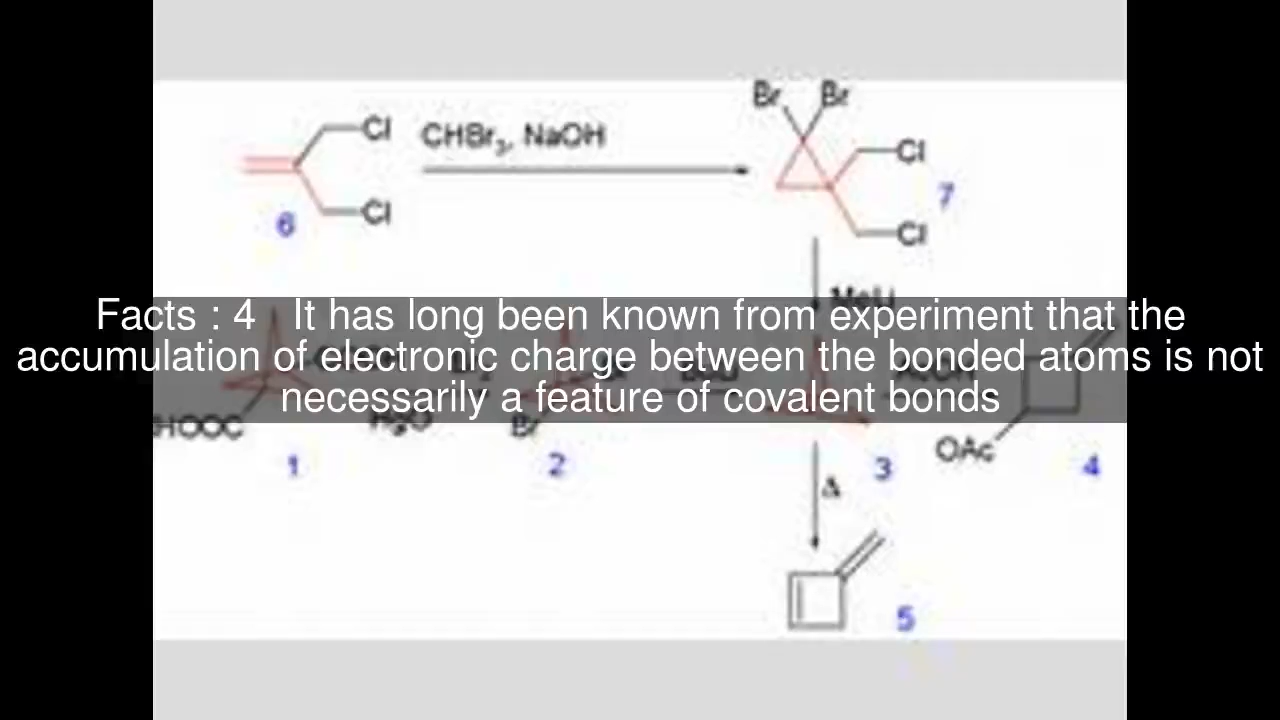 Br Br
Cl CHBr3, NaOH Cl
7
Cl
6 Cl
Facts : 4 It has long been known from experiment that the
accumulation of electronic charge between the bonded atoms is not
necessarily a feature of covalent bonds
HOOC Br
OAc
1 2 3 4
Δ
5